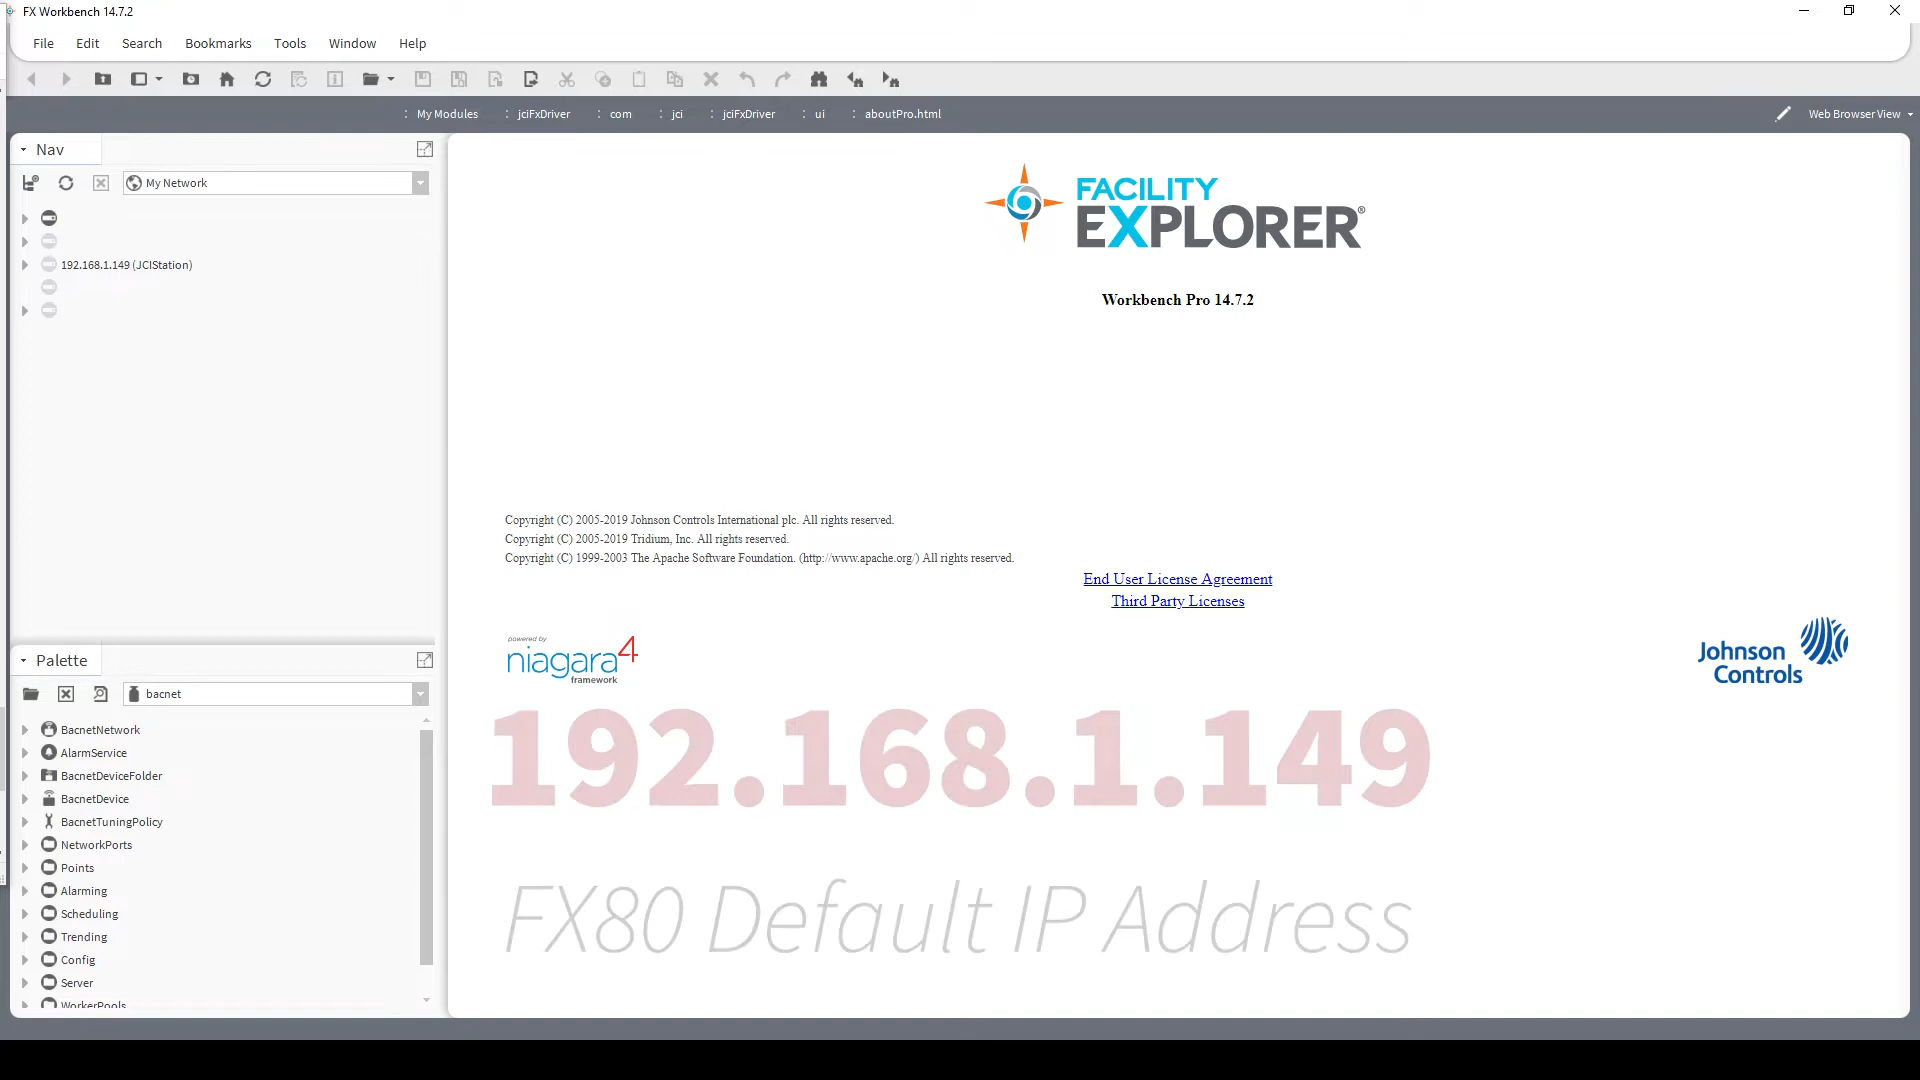 FX Workbench 14.7.2
File Edit Search Bookmarks Tools Window Help
: My Modules : jciFxDriver : com : jci : jciFxDriver : ui : aboutPro.html Web Browser View
Nav
My Network
192.168.1.149 (JCIStation)
FACILITY
EXPLORER®
Workbench Pro 14.7.2
Copyright (C) 2005-2019 Johnson Controls International plc. All rights reserved.
Copyright (C) 2005-2019 Tridium, Inc. All rights reserved.
Copyright (C) 1999-2003 The Apache Software Foundation. (http://www.apache.org/) All rights reserved.
End User License Agreement
Third Party Licenses
powered by
niagara4
framework
Johnson
Controls
192.168.1.149
FX80 Default IP Address
Palette
bacnet
BacnetNetwork
AlarmService
BacnetDeviceFolder
BacnetDevice
BacnetTuningPolicy
NetworkPorts
Points
Alarming
Scheduling
Trending
Config
Server
WorkerPools